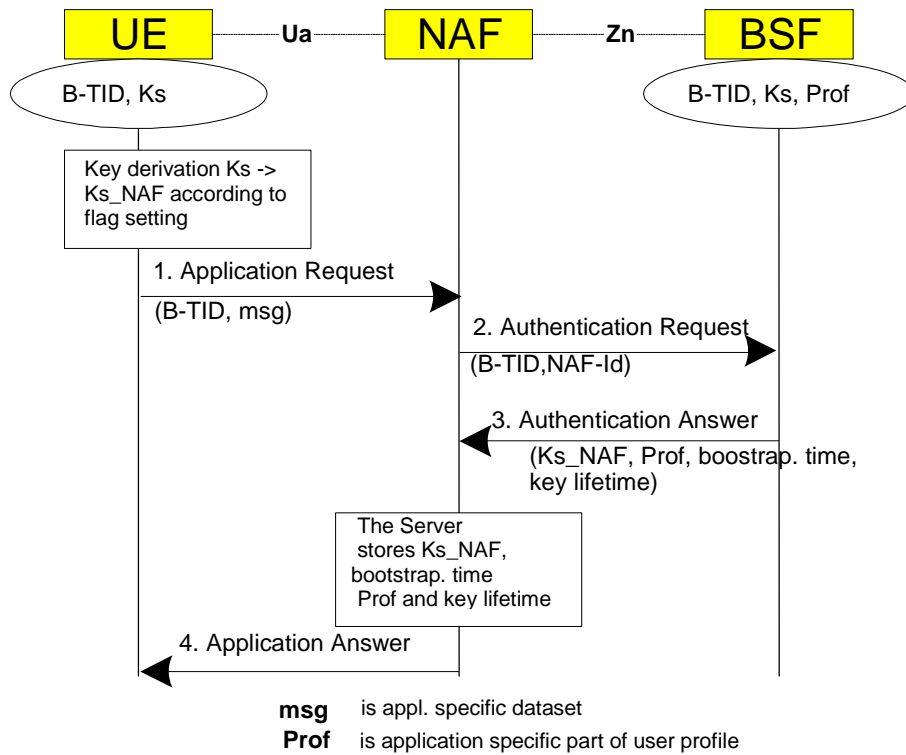 UE Ua NAF Zn BSF
B-TID, Ks
B-TID, Ks, Prof
Key derivation Ks ->
Ks_NAF according to
flag setting
1. Application Request
(B-TID, msg)
2. Authentication Request
(B-TID,NAF-Id)
3. Authentication Answer
(Ks_NAF, Prof, boostrap. time,
key lifetime)
The Server
stores Ks_NAF,
bootstrap. time
Prof and key lifetime
4. Application Answer
msg is appl. specific dataset
Prof is application specific part of user profile